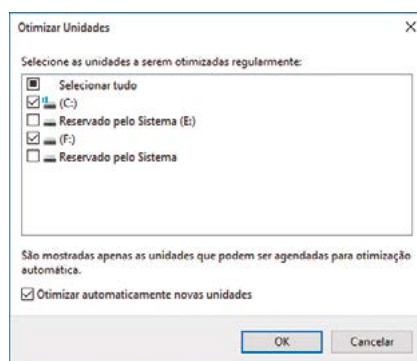 Otimizar Unidades
Selecione as unidades a serem otimizadas regularmente:
Selecionar tudo
(C:)
Reservado pelo Sistema (E:)
(F:)
Reservado pelo Sistema
São mostradas apenas as unidades que podem ser agendadas para otimização
automática.
Otimizar automaticamente novas unidades
OK Cancelar